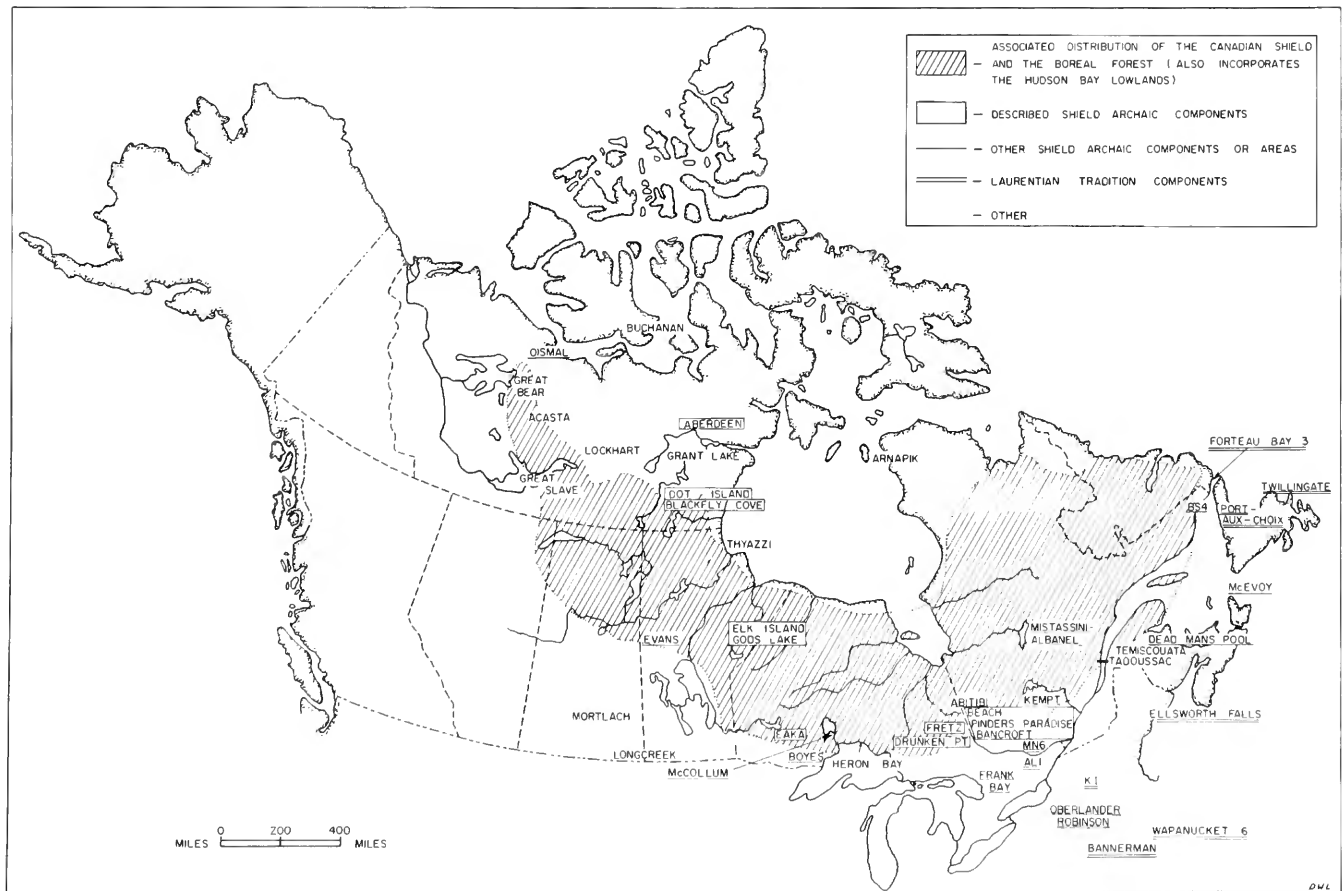 ASSOCIATED DISTRIBUTION OF THE CANADIAN SHIELD
— AND THE BOREAL FOREST ( ALSO INCORPORATES
THE HUDSON BAY LOWLANDS)
— DESCRIBED SHIELD ARCHAIC COMPONENTS
— OTHER SHIELD ARCHAIC COMPONENTS OR AREAS
— LAURENTIAN TRADITION COMPONENTS
— OTHER
BUCHANAN
OISMAL
GREAT
BEAR
ACASTA
ABERDEEN
LOCKHART
GRANT LAKE
ARNAPIK
FORTEAU BAY 3
GREAT
SLAVE
DOT ISLAND
BLACKFLY COVE
TWILLINGATE
BS4
PORT-
AUX-CHOIX
THYAZZI
McEVOY
ELK ISLAND
GODS LAKE
EVANS
MISTASSINI-
ALBANEL
DEAD MANS POOL
TEMISCOUATA
TADOUSSAC
ABITIBI
KEMPT
MORTLACH
BEACH
PINDERS PARADISE
BANCROFT
ELLSWORTH FALLS
EAKA
FRETZ
DRUNKEN PT
MN6
LONGCREEK
BOYES
HERON BAY
AL1
McCOLLUM
FRANK
BAY
K1
OBERLANDER
ROBINSON
WAPANUCKET 6
BANNERMAN
0 200 400
MILES MILES
DWL